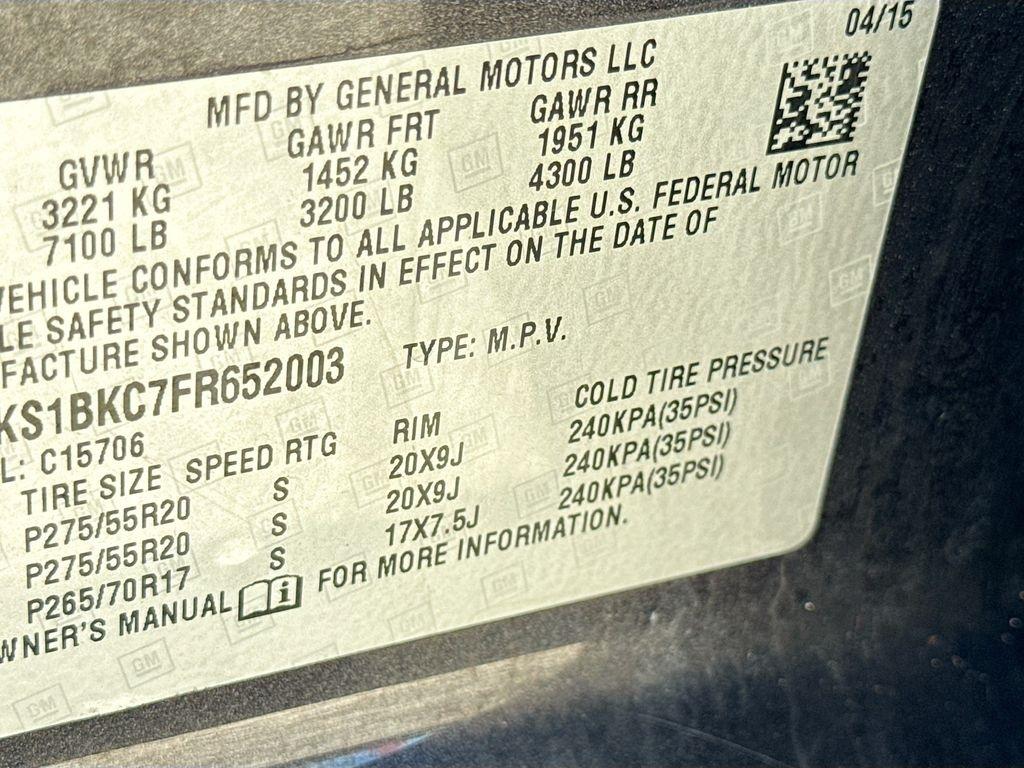 04/15
MFD BY GENERAL MOTORS LLC
GVWR GAWR FRT GAWR RR
3221 KG 1452 KG 1951 KG
7100 LB 3200 LB 4300 LB
VEHICLE CONFORMS TO ALL APPLICABLE U.S. FEDERAL MOTOR
LE SAFETY STANDARDS IN EFFECT ON THE DATE OF
FACTURE SHOWN ABOVE.
KS1BKC7FR652003 TYPE: M.P.V.
L: C15706
TIRE SIZE SPEED RTG RIM COLD TIRE PRESSURE
P275/55R20 S 20X9J 240KPA(35PSI)
P275/55R20 S 20X9J 240KPA(35PSI)
P265/70R17 S 17X7.5J 240KPA(35PSI)
WNER'S MANUAL i FOR MORE INFORMATION.